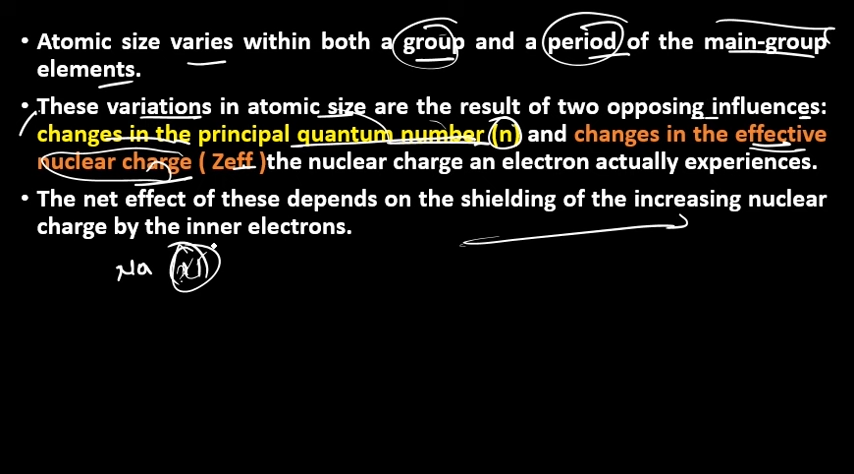 • Atomic size varies within both a group and a period of the main-group
elements.
• These variations in atomic size are the result of two opposing influences:
changes in the principal quantum number (n) and changes in the effective
nuclear charge ( Zeff )the nuclear charge an electron actually experiences.
• The net effect of these depends on the shielding of the increasing nuclear
charge by the inner electrons.
Na